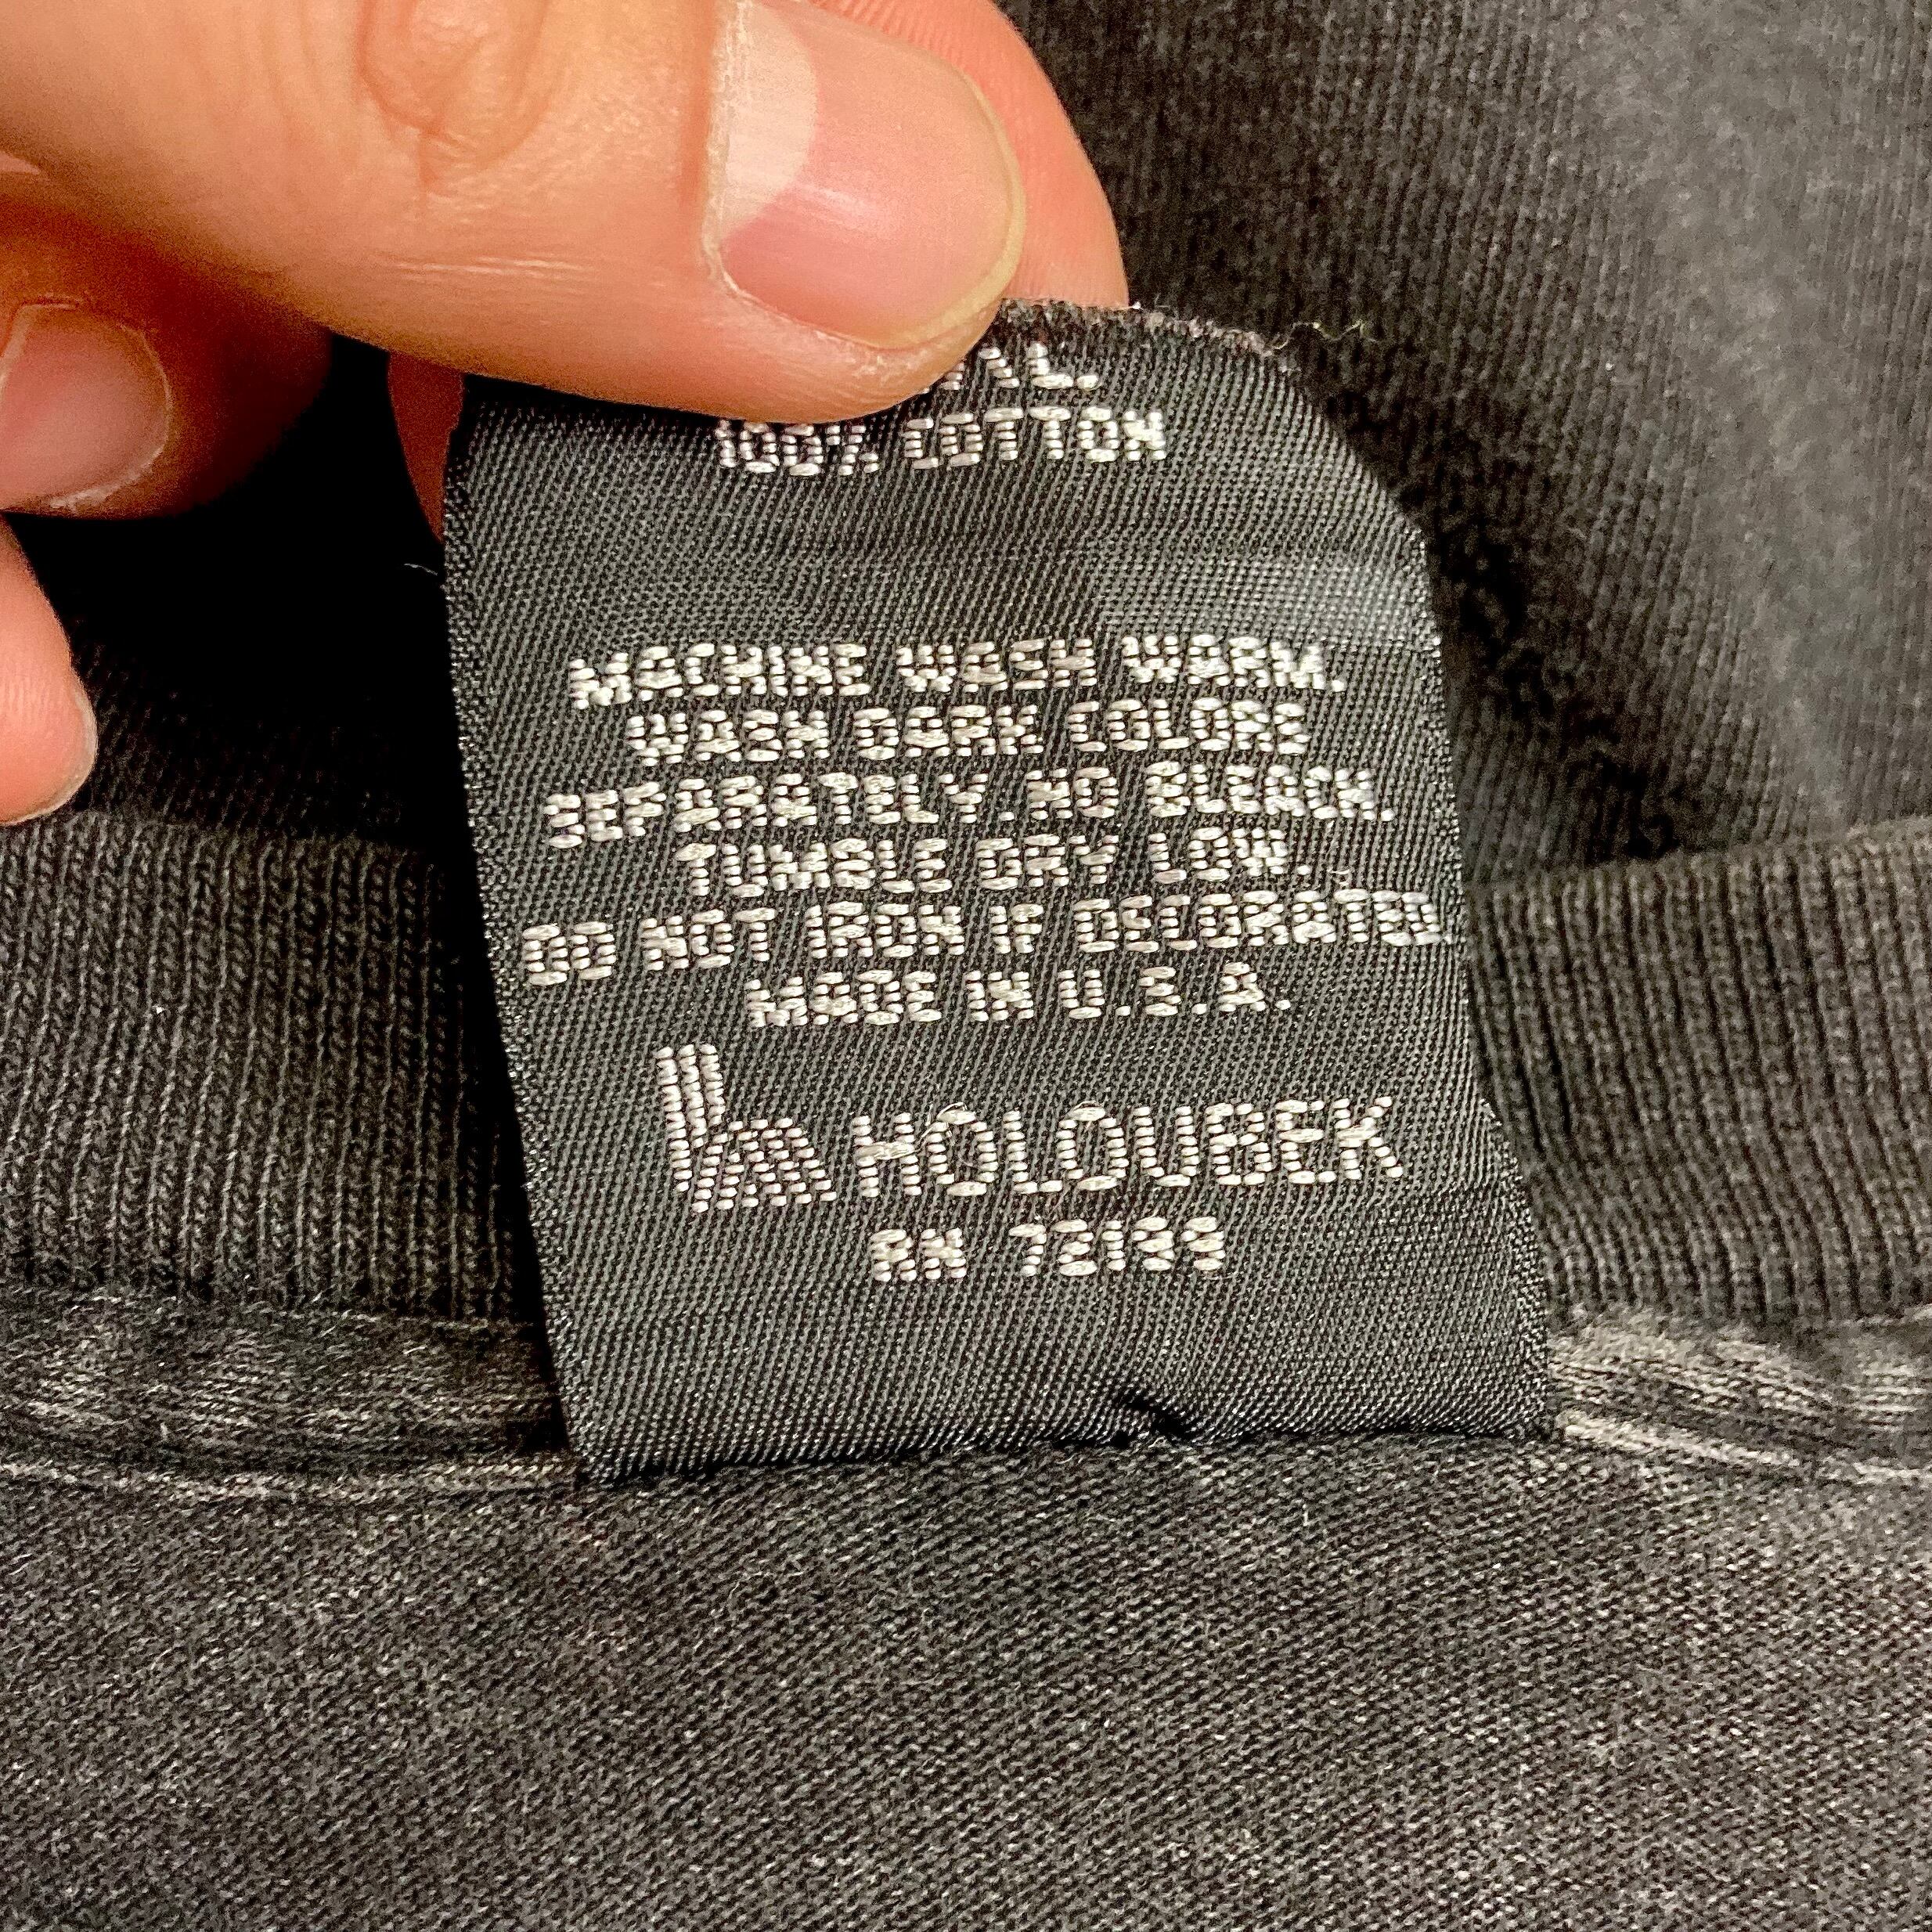 100% COTTON
MACHINE WASH WARM.
WASH DARK COLORS
SEPARATELY. NO BLEACH.
TUMBLE DRY LOW.
DO NOT IRON IF DECORATED.
MADE IN U.S.A.
HOLOUBEK
RN 72199